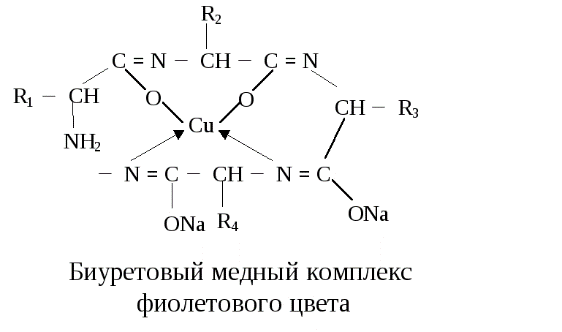 R2
C = N − CH − C = N
R1 − CH
O
O
CH − R3
Cu
NH2
− N = C − CH − N = C
ONa
R4
ONa
Биуретовый медный комплекс
фиолетового цвета